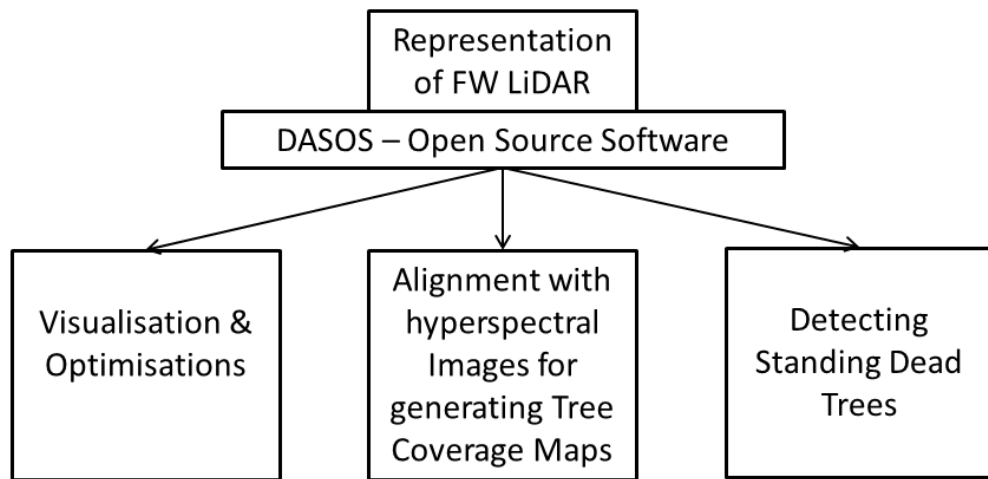 Representation
of FW LiDAR
DASOS – Open Source Software
Visualisation &
Optimisations
Alignment with
hyperspectral
Images for
generating Tree
Coverage Maps
Detecting
Standing Dead
Trees